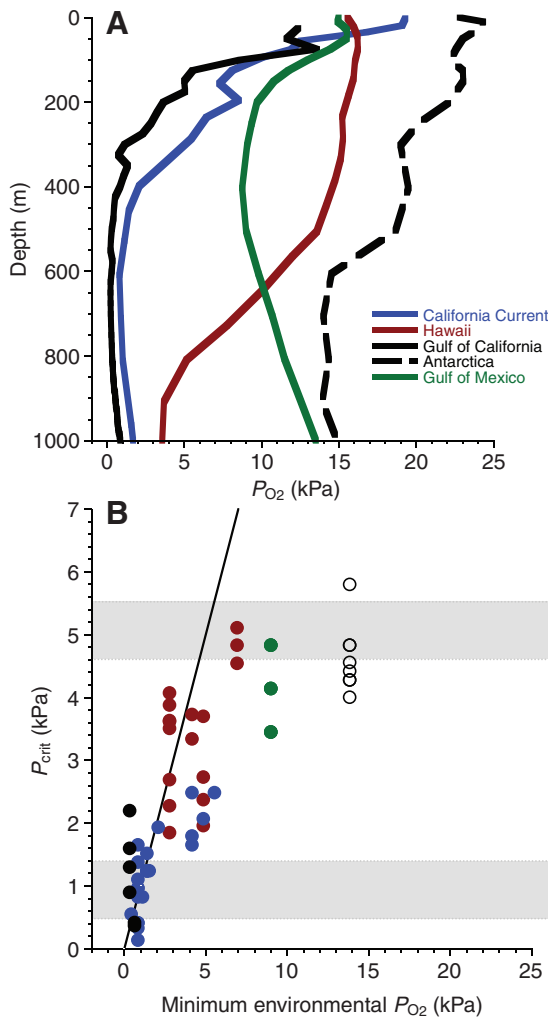 A
0
200
400
600
800
1000
Depth (m)
California Current
Hawaii
Gulf of California
Antarctica
Gulf of Mexico
0 5 10 15 20 25
PO2 (kPa)
B
7
6
5
4
3
2
1
0
Pcrit (kPa)
0 5 10 15 20 25
Minimum environmental PO2 (kPa)